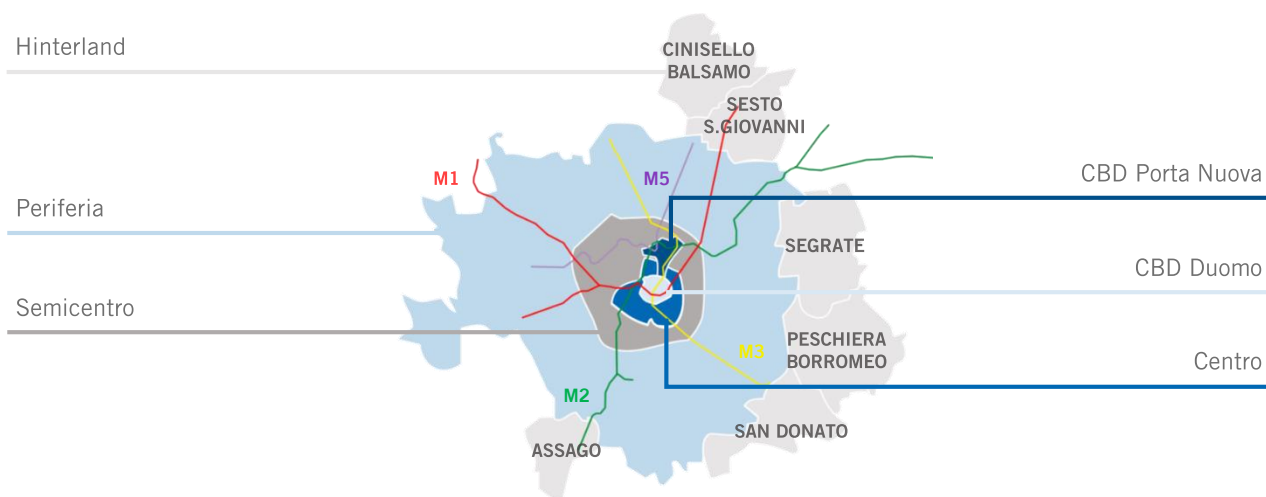 Hinterland
CINISELLO
BALSAMO
SESTO
S.GIOVANNI
M1
M5
CBD Porta Nuova
Periferia
SEGRATE
CBD Duomo
Semicentro
PESCHIERA
BORROMEO
M3
Centro
M2
SAN DONATO
ASSAGO